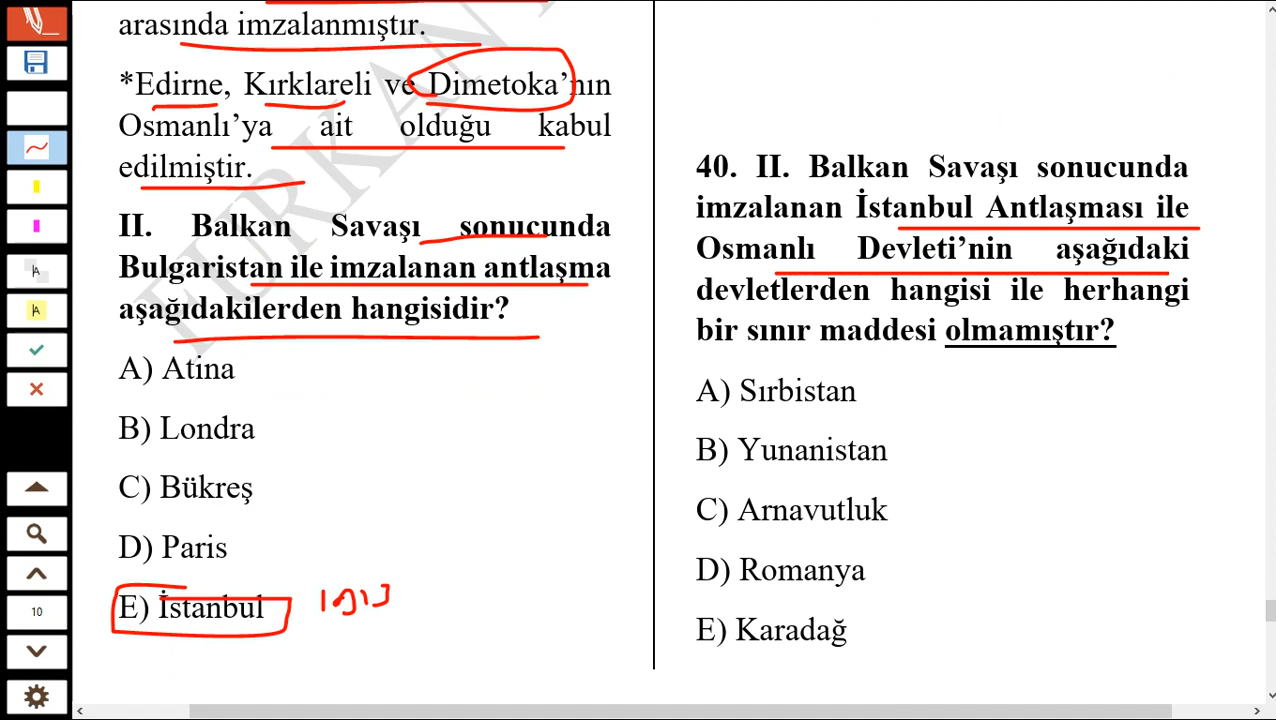 arasında imzalanmıştır.
*Edirne, Kırklareli ve Dimetoka’nın
Osmanlı’ya ait olduğu kabul
edilmiştir.
II. Balkan Savaşı sonucunda
Bulgaristan ile imzalanan antlaşma
aşağıdakilerden hangisidir?
A) Atina
B) Londra
C) Bükreş
D) Paris
E) İstanbul 1913
40. II. Balkan Savaşı sonucunda
imzalanan İstanbul Antlaşması ile
Osmanlı Devleti’nin aşağıdaki
devletlerden hangisi ile herhangi
bir sınır maddesi olmamıştır?
A) Sırbistan
B) Yunanistan
C) Arnavutluk
D) Romanya
E) Karadağ
FURKAN
A
A
10